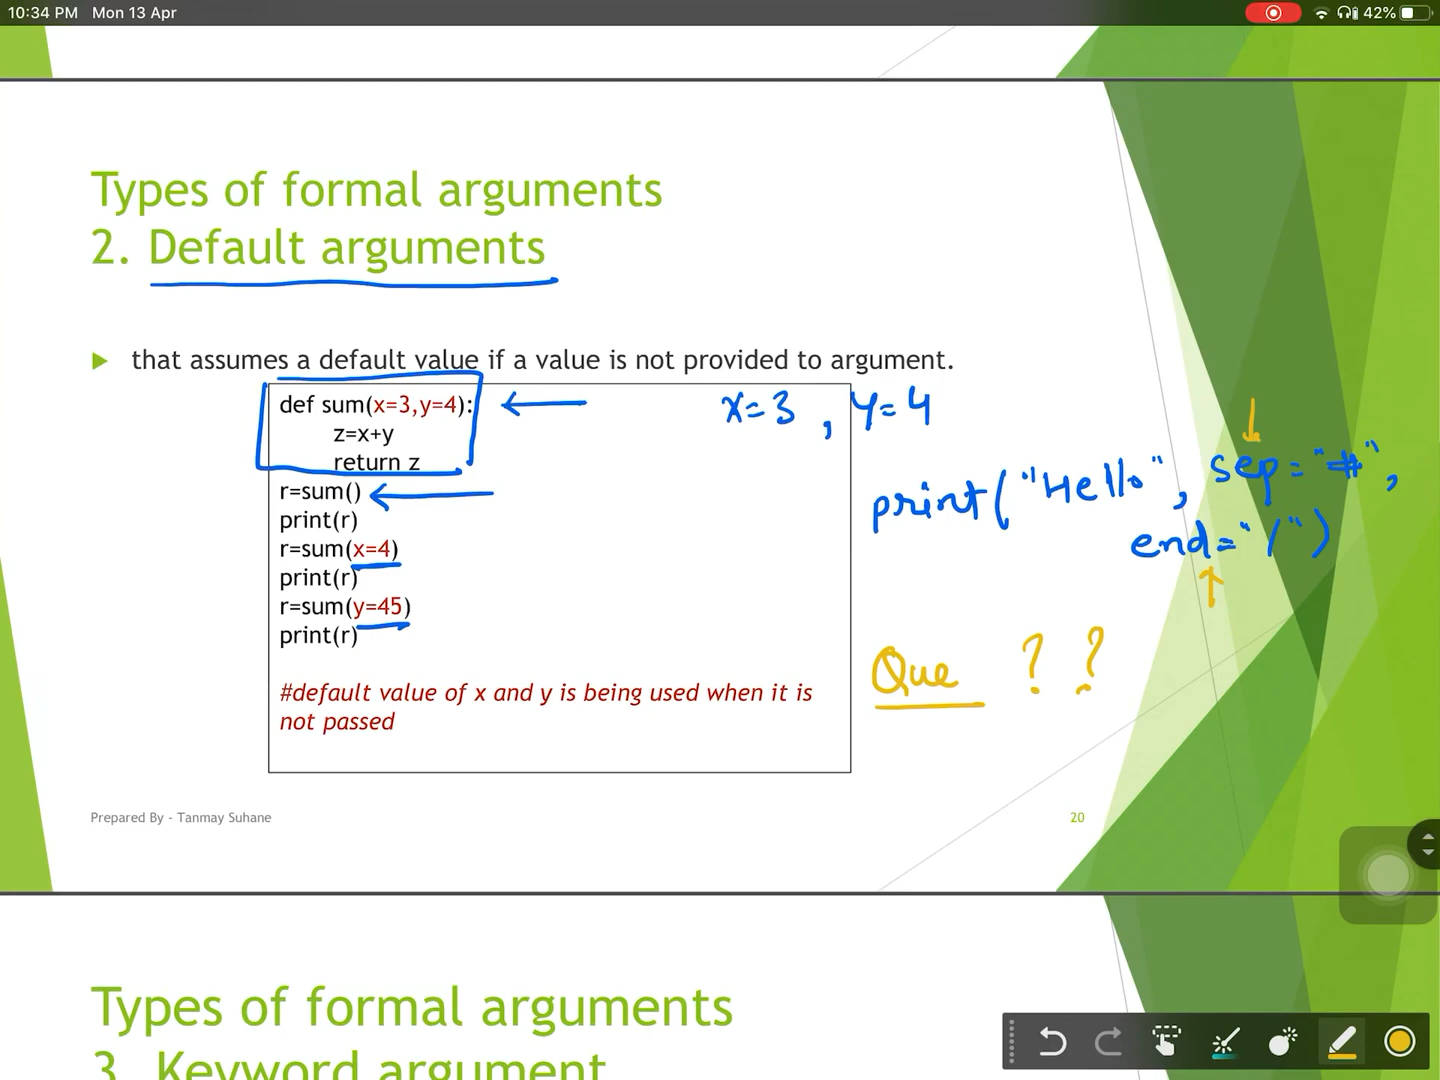 10:34 PM Mon 13 Apr
42%
Types of formal arguments
2. Default arguments
that assumes a default value if a value is not provided to argument.
def sum(x=3,y=4):
z=x+y
return z
r=sum()
print(r)
r=sum(x=4)
print(r)
r=sum(y=45)
print(r)
#default value of x and y is being used when it is
not passed
x=3 , y=4
print("Hello", sep="#",
end="/")
Que ? ?
Prepared By - Tanmay Suhane
20
Types of formal arguments
3. Keyword argument